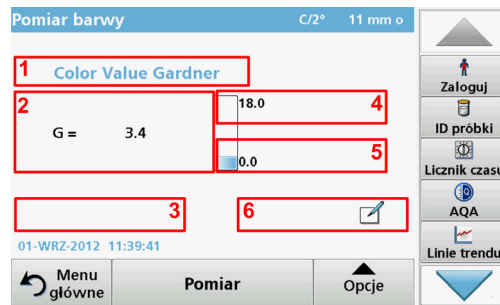 Pomiar barwy C/2° 11 mm o
1 Color Value Gardner
2
G = 3.4
18.0 4
0.0 5
3
6
01-WRZ-2012 11:39:41
Menu główne
Pomiar
Opcje
Zaloguj
ID próbki
Licznik czasu
AQA
Linie trendu